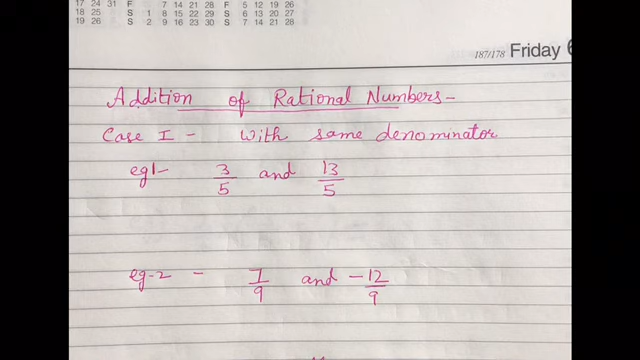 17 24 31 F 7 14 21 28 F 5 12 19 26
18 25 S 1 8 15 22 29 S 6 13 20 27
19 26 S 2 9 16 23 30 S 7 14 21 28
187/178 Friday
Addition of Rational Numbers-
Case I - with same denominator
eg1- 3/5 and 13/5
eg-2 - 7/9 and -12/9